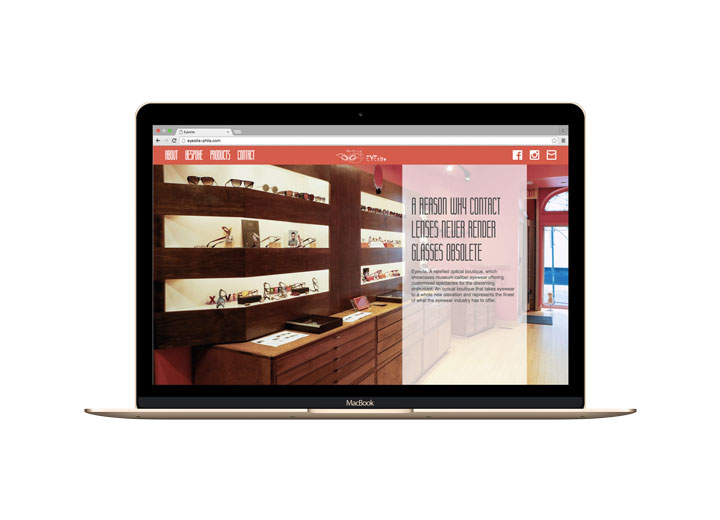 Eyesite
eyesite-phila.com
ABOUT BESPOKE PRODUCTS CONTACT
A REASON WHY CONTACT
LENSES NEVER RENDER
GLASSES OBSOLETE
Eyesite. A rarefied optical boutique, which
showcases museum-caliber eyewear offering
customized spectacles for the discerning
enthusiast. An optical boutique that takes eyewear
to a whole new elevation and represents the finest
of what the eyewear industry has to offer.
MacBook